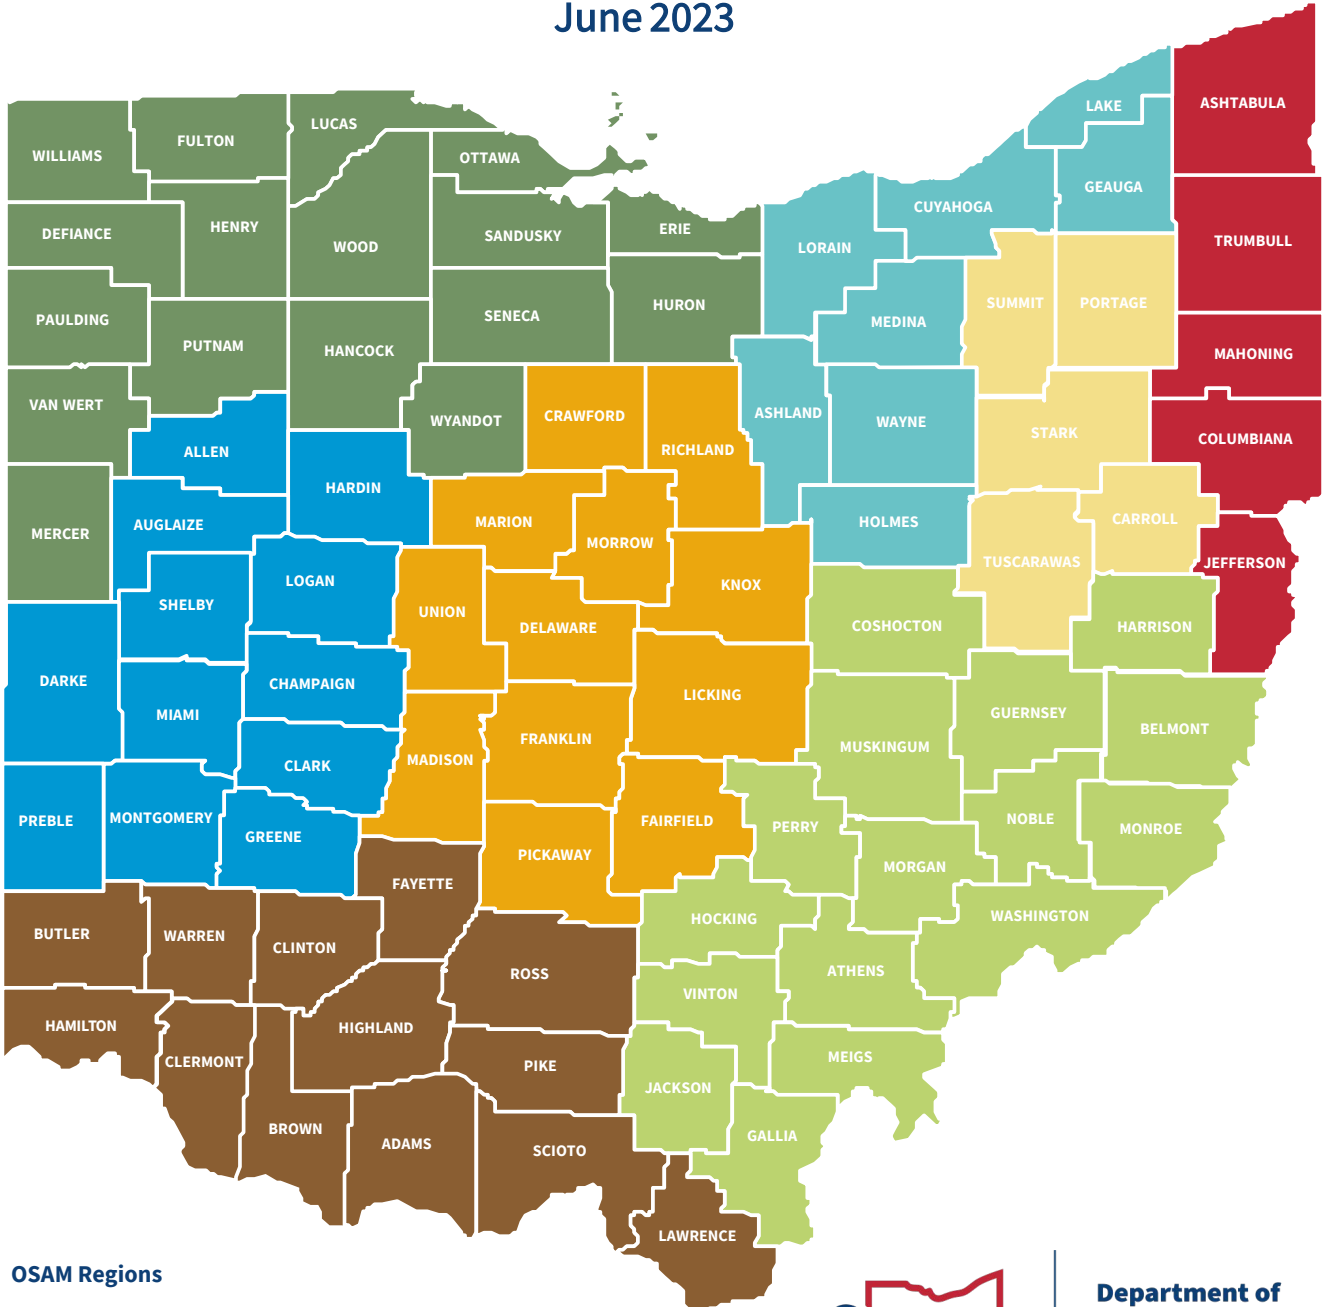 June 2023
ASHTABULA
LAKE
LUCAS
FULTON
WILLIAMS
OTTAWA
GEAUGA
CUYAHOGA
HENRY
ERIE
DEFIANCE
SANDUSKY
TRUMBULL
WOOD
LORAIN
SUMMIT
PORTAGE
HURON
SENECA
PAULDING
MEDINA
PUTNAM
HANCOCK
MAHONING
VAN WERT
ASHLAND
CRAWFORD
WYANDOT
WAYNE
STARK
COLUMBIANA
RICHLAND
ALLEN
HARDIN
CARROLL
MARION
HOLMES
AUGLAIZE
MERCER
MORROW
TUSCARAWAS
JEFFERSON
LOGAN
KNOX
SHELBY
UNION
COSHOCTON
HARRISON
DELAWARE
DARKE
CHAMPAIGN
LICKING
MIAMI
GUERNSEY
BELMONT
FRANKLIN
MUSKINGUM
MADISON
CLARK
MONTGOMERY
NOBLE
PREBLE
FAIRFIELD
PERRY
MONROE
GREENE
PICKAWAY
MORGAN
FAYETTE
WASHINGTON
HOCKING
BUTLER
WARREN
CLINTON
ATHENS
ROSS
VINTON
HAMILTON
HIGHLAND
MEIGS
CLERMONT
PIKE
JACKSON
BROWN
GALLIA
ADAMS
SCIOTO
LAWRENCE
OSAM Regions
Department of